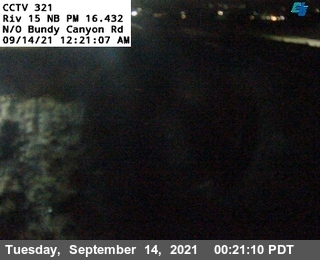 CCTV 321
Riv 15 NB PM 16.432
N/O Bundy Canyon Rd
09/14/21 12:21:07 AM
Tuesday, September 14, 2021 00:21:10 PDT